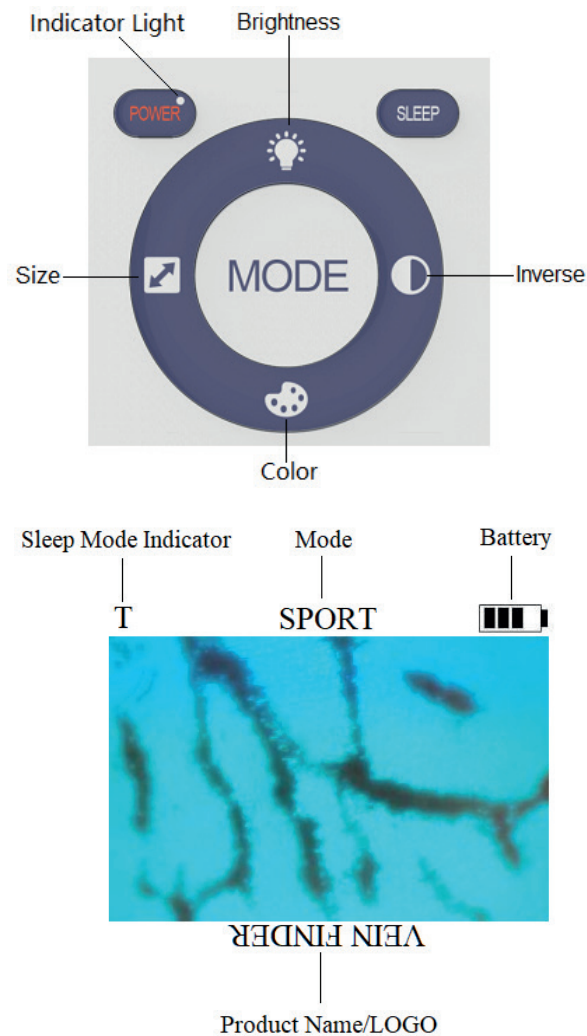 Indicator Light
Brightness
POWER
SLEEP
Size
MODE
Inverse
Color
Sleep Mode Indicator
Mode
Battery
T
SPORT
VEIN FINDER
Product Name/LOGO